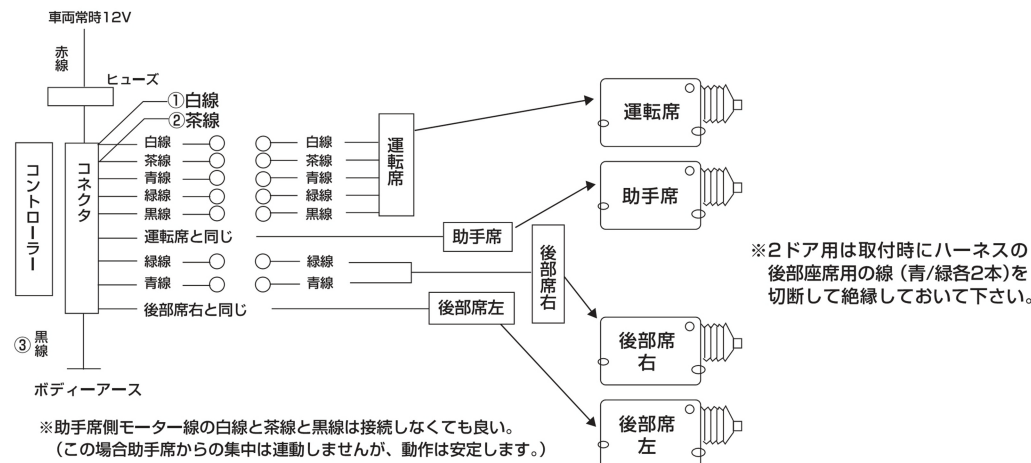 車両常時12V
赤線
ヒューズ
①白線
②茶線
コントローラー
コネクタ
白線
茶線
青線
緑線
黒線
白線
茶線
青線
緑線
黒線
運転席
運転席と同じ
助手席
緑線
青線
緑線
青線
後部席右
後部席右と同じ
後部席左
③黒線
ボディーアース
運転席
助手席
後部席
右
後部席
左
※2ドア用は取付時にハーネスの
後部座席用の線（青/緑各2本)を
切断して絶縁しておいて下さい。
※助手席側モーター線の白線と茶線と黒線は接続しなくても良い。
（この場合助手席からの集中は連動しませんが、動作は安定します。）